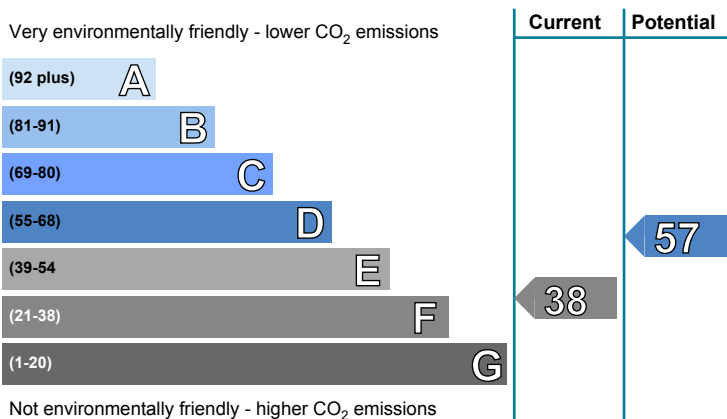 Current Potential
Very environmentally friendly - lower CO₂ emissions
(92 plus) A
(81-91) B
(69-80) C
(55-68) D
57
(39-54 E
38
(21-38) F
(1-20) G
Not environmentally friendly - higher CO₂ emissions